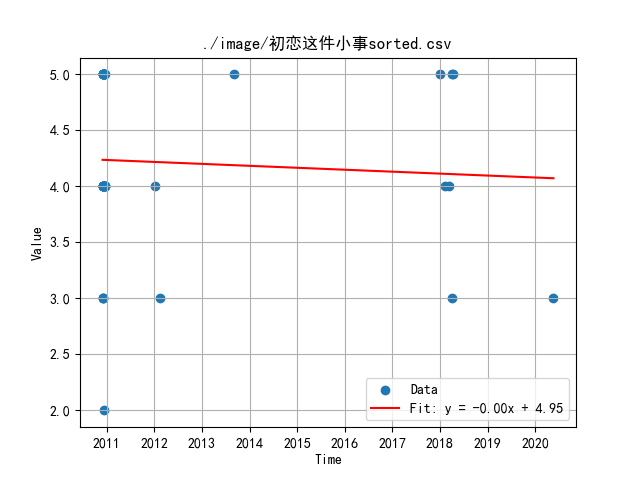 ./image/初恋这件小事sorted.csv
5.0
4.5
4.0
3.5
3.0
2.5
2.0
Value
2011 2012 2013 2014 2015 2016 2017 2018 2019 2020
Time
Data
Fit: y = -0.00x + 4.95